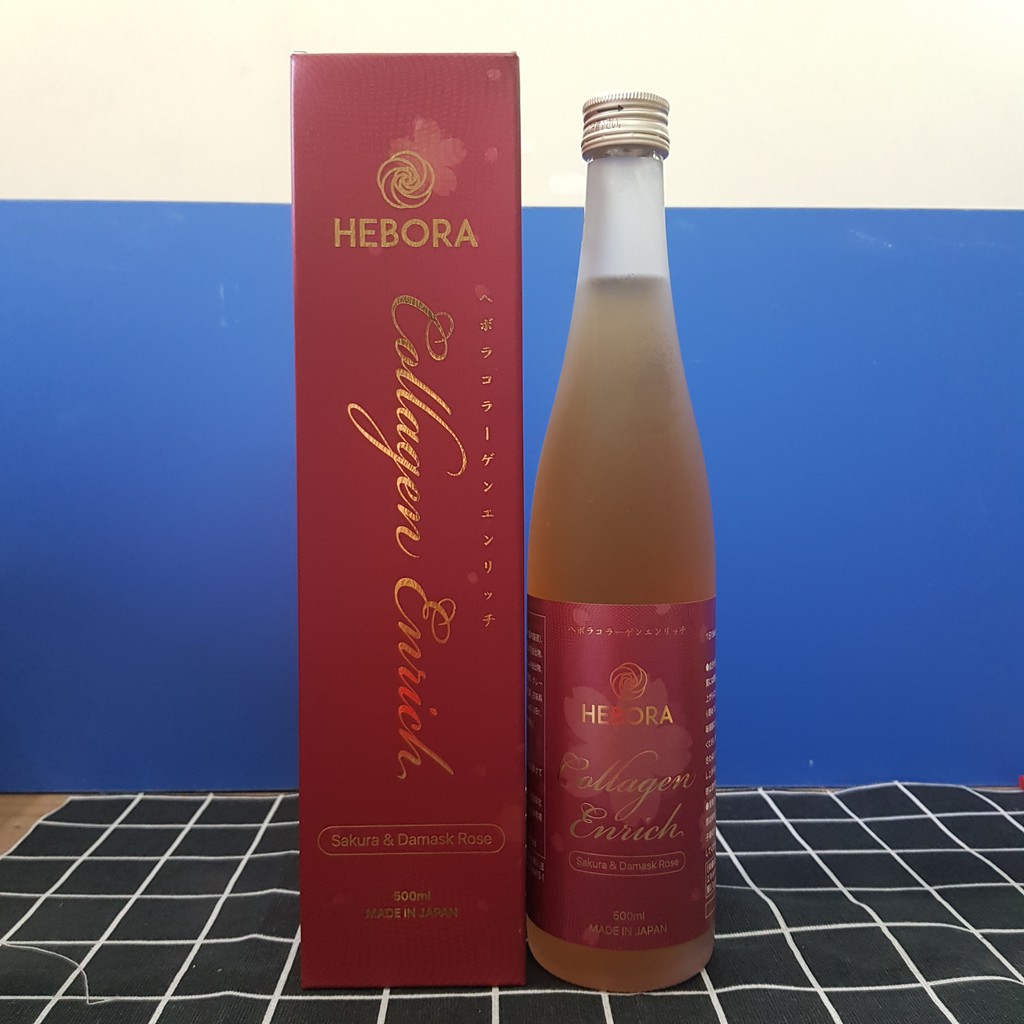 HEBORA
ヘボラコラーゲンエンリッチ
Collagen Enrich
Sakura & Damask Rose
500ml
MADE IN JAPAN
ヘボラコラーゲンエンリッチ
HEBORA
Collagen
Enrich
Sakura & Damask Rose
500ml
MADE IN JAPAN